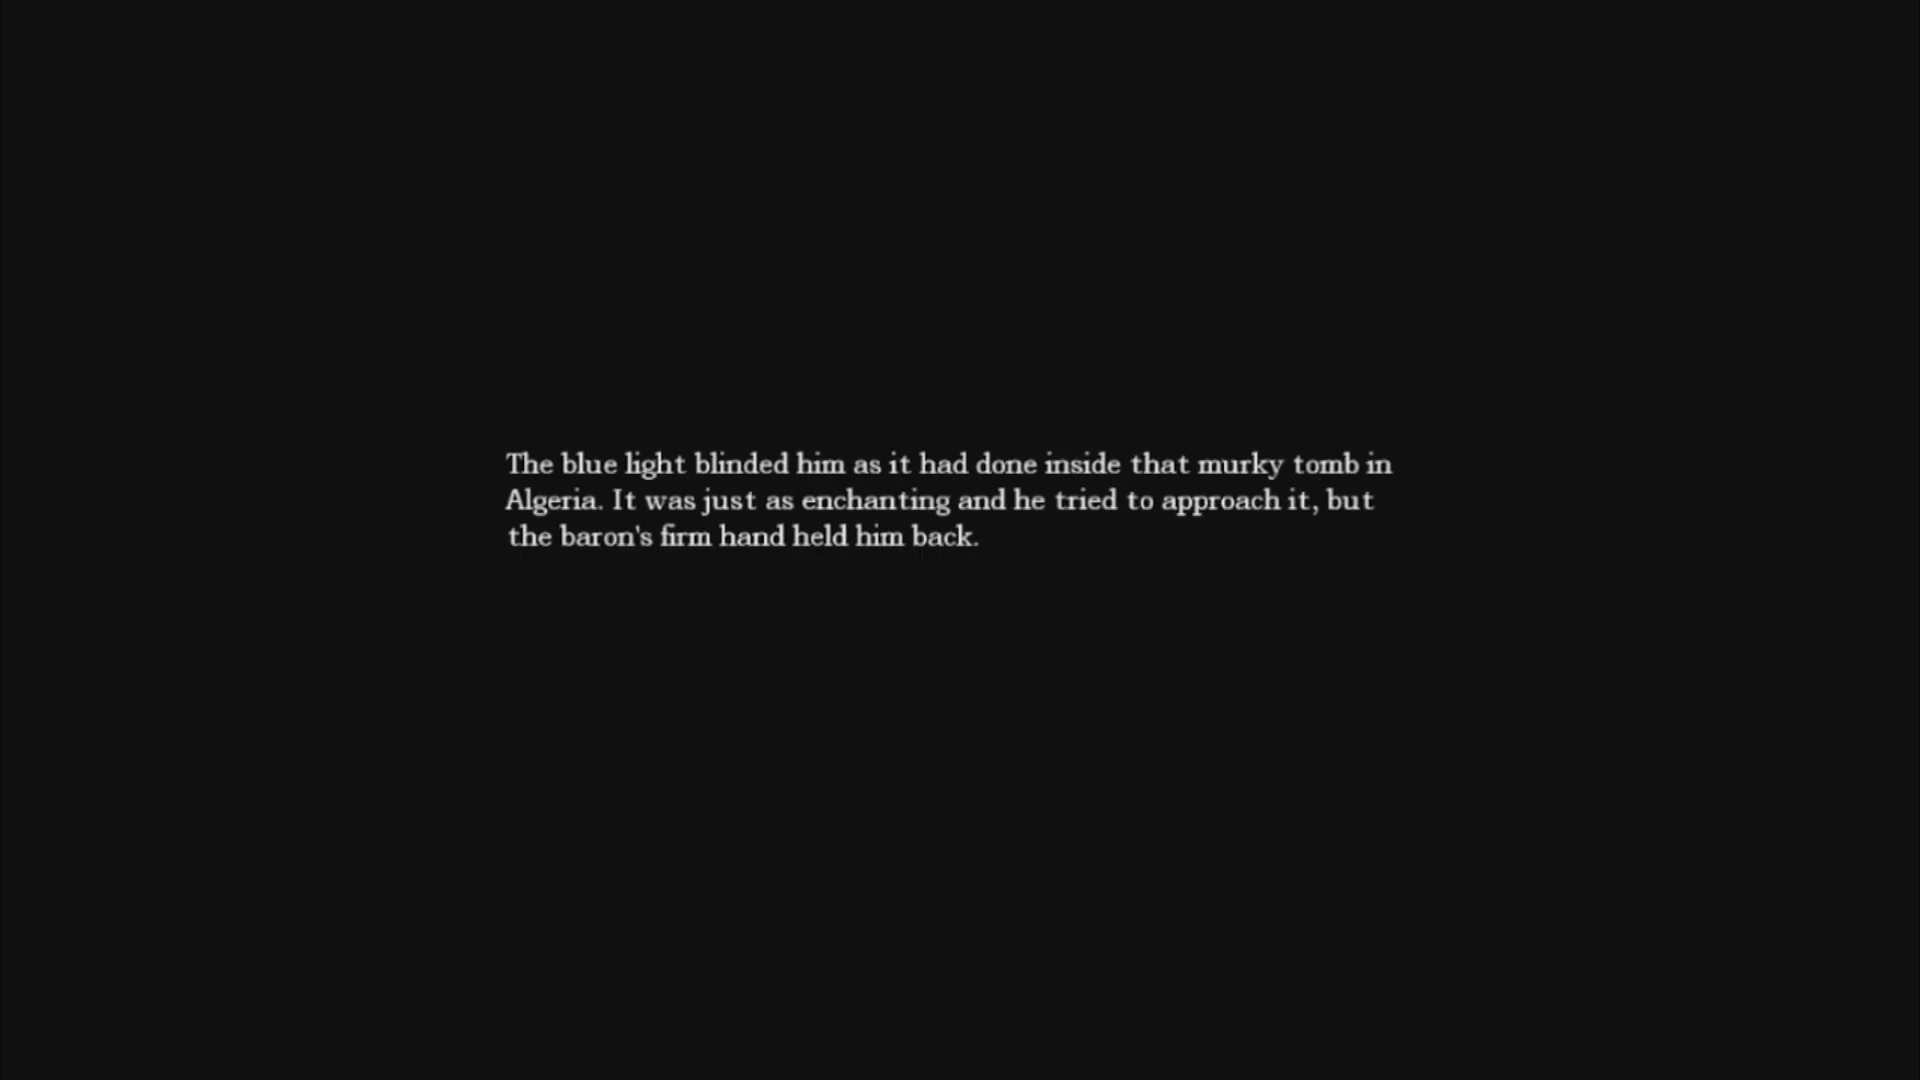 The blue light blinded him as it had done inside that murky tomb in
Algeria. It was just as enchanting and he tried to approach it, but
the baron's firm hand held him back.